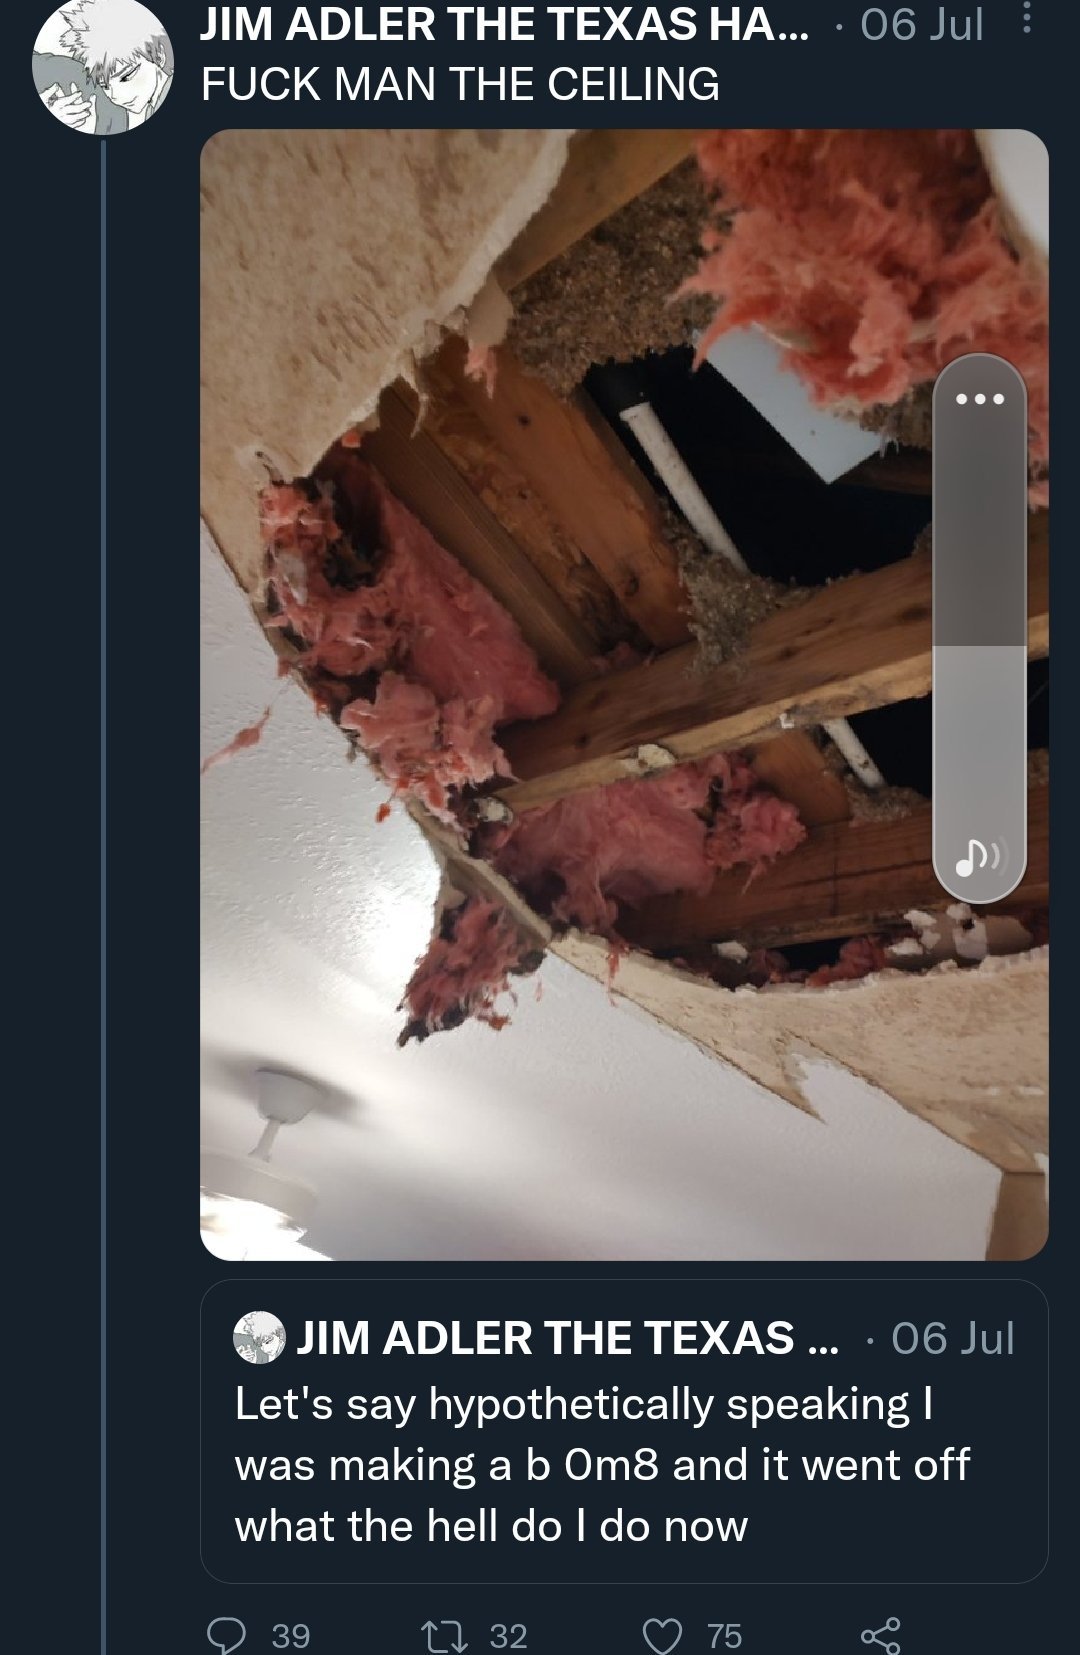 JIM ADLER THE TEXAS HA... · 06 Jul
FUCK MAN THE CEILING
JIM ADLER THE TEXAS ... · 06 Jul
Let's say hypothetically speaking I
was making a b 0m8 and it went off
what the hell do I do now
39 32 75